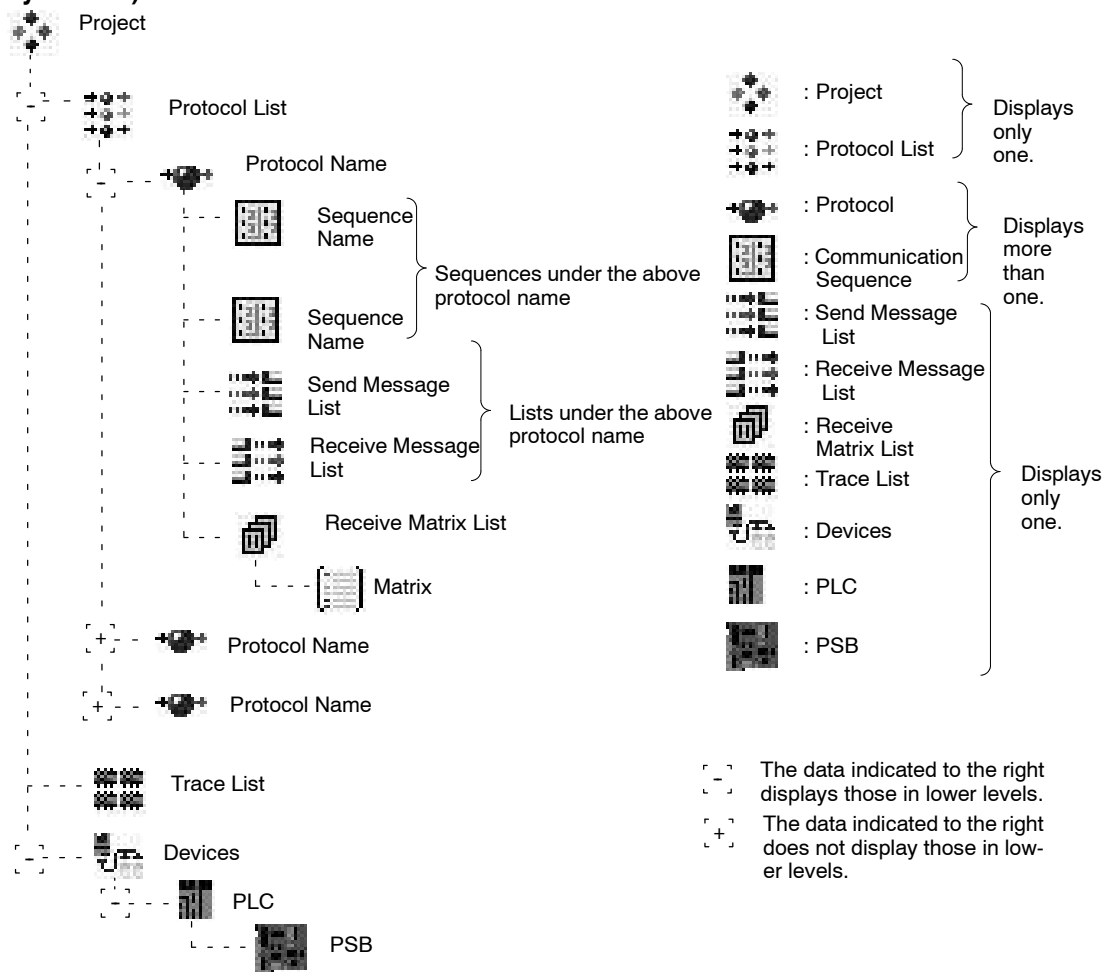 Project
Protocol List
Protocol Name
Sequence
Name
Sequences under the above
protocol name
Sequence
Name
Send Message
List
Lists under the above
protocol name
Receive Message
List
Receive Matrix List
Matrix
+
Protocol Name
+
Protocol Name
Trace List
Devices
PLC
PSB
: Project
: Protocol List
Displays
only
one.
: Protocol
: Communication
Sequence
Displays
more
than
one.
: Send Message
List
: Receive Message
List
: Receive
Matrix List
: Trace List
: Devices
: PLC
: PSB
Displays
only
one.
-
The data indicated to the right
displays those in lower levels.
+
The data indicated to the right
does not display those in low-
er levels.